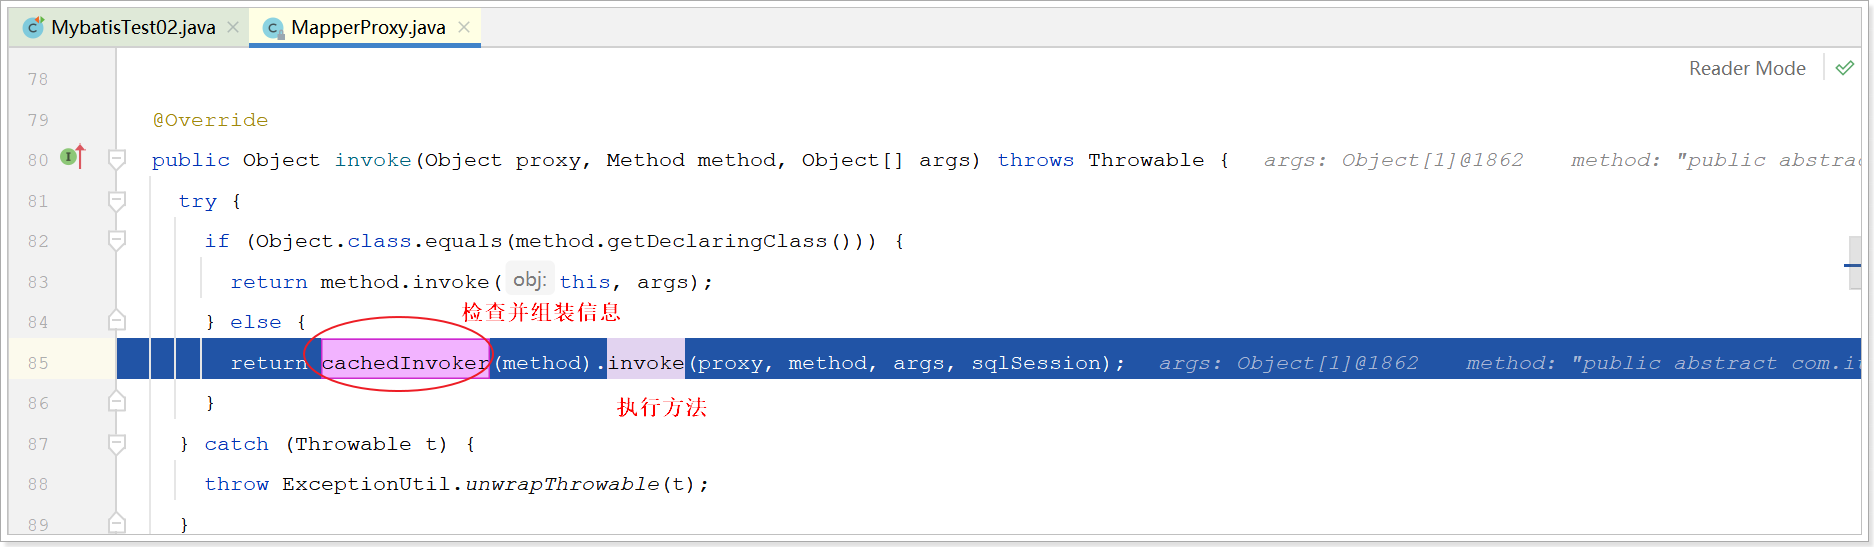 MybatisTest02.java MapperProxy.java
Reader Mode
78
79 @Override
80 public Object invoke(Object proxy, Method method, Object[] args) throws Throwable { args: Object[1]@1862 method: "public abstrac
81 try {
82 if (Object.class.equals(method.getDeclaringClass())) {
83 return method.invoke( obj: this, args);
检查并组装信息
84 } else {
85 return cachedInvoker(method).invoke(proxy, method, args, sqlSession); args: Object[1]@1862 method: "public abstract com.it
86 }
执行方法
87 } catch (Throwable t) {
88 throw ExceptionUtil.unwrapThrowable(t);
89 }